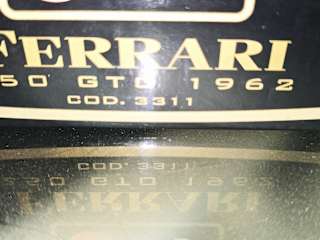 FERRARI
50 GTO 1962
COD. 3311